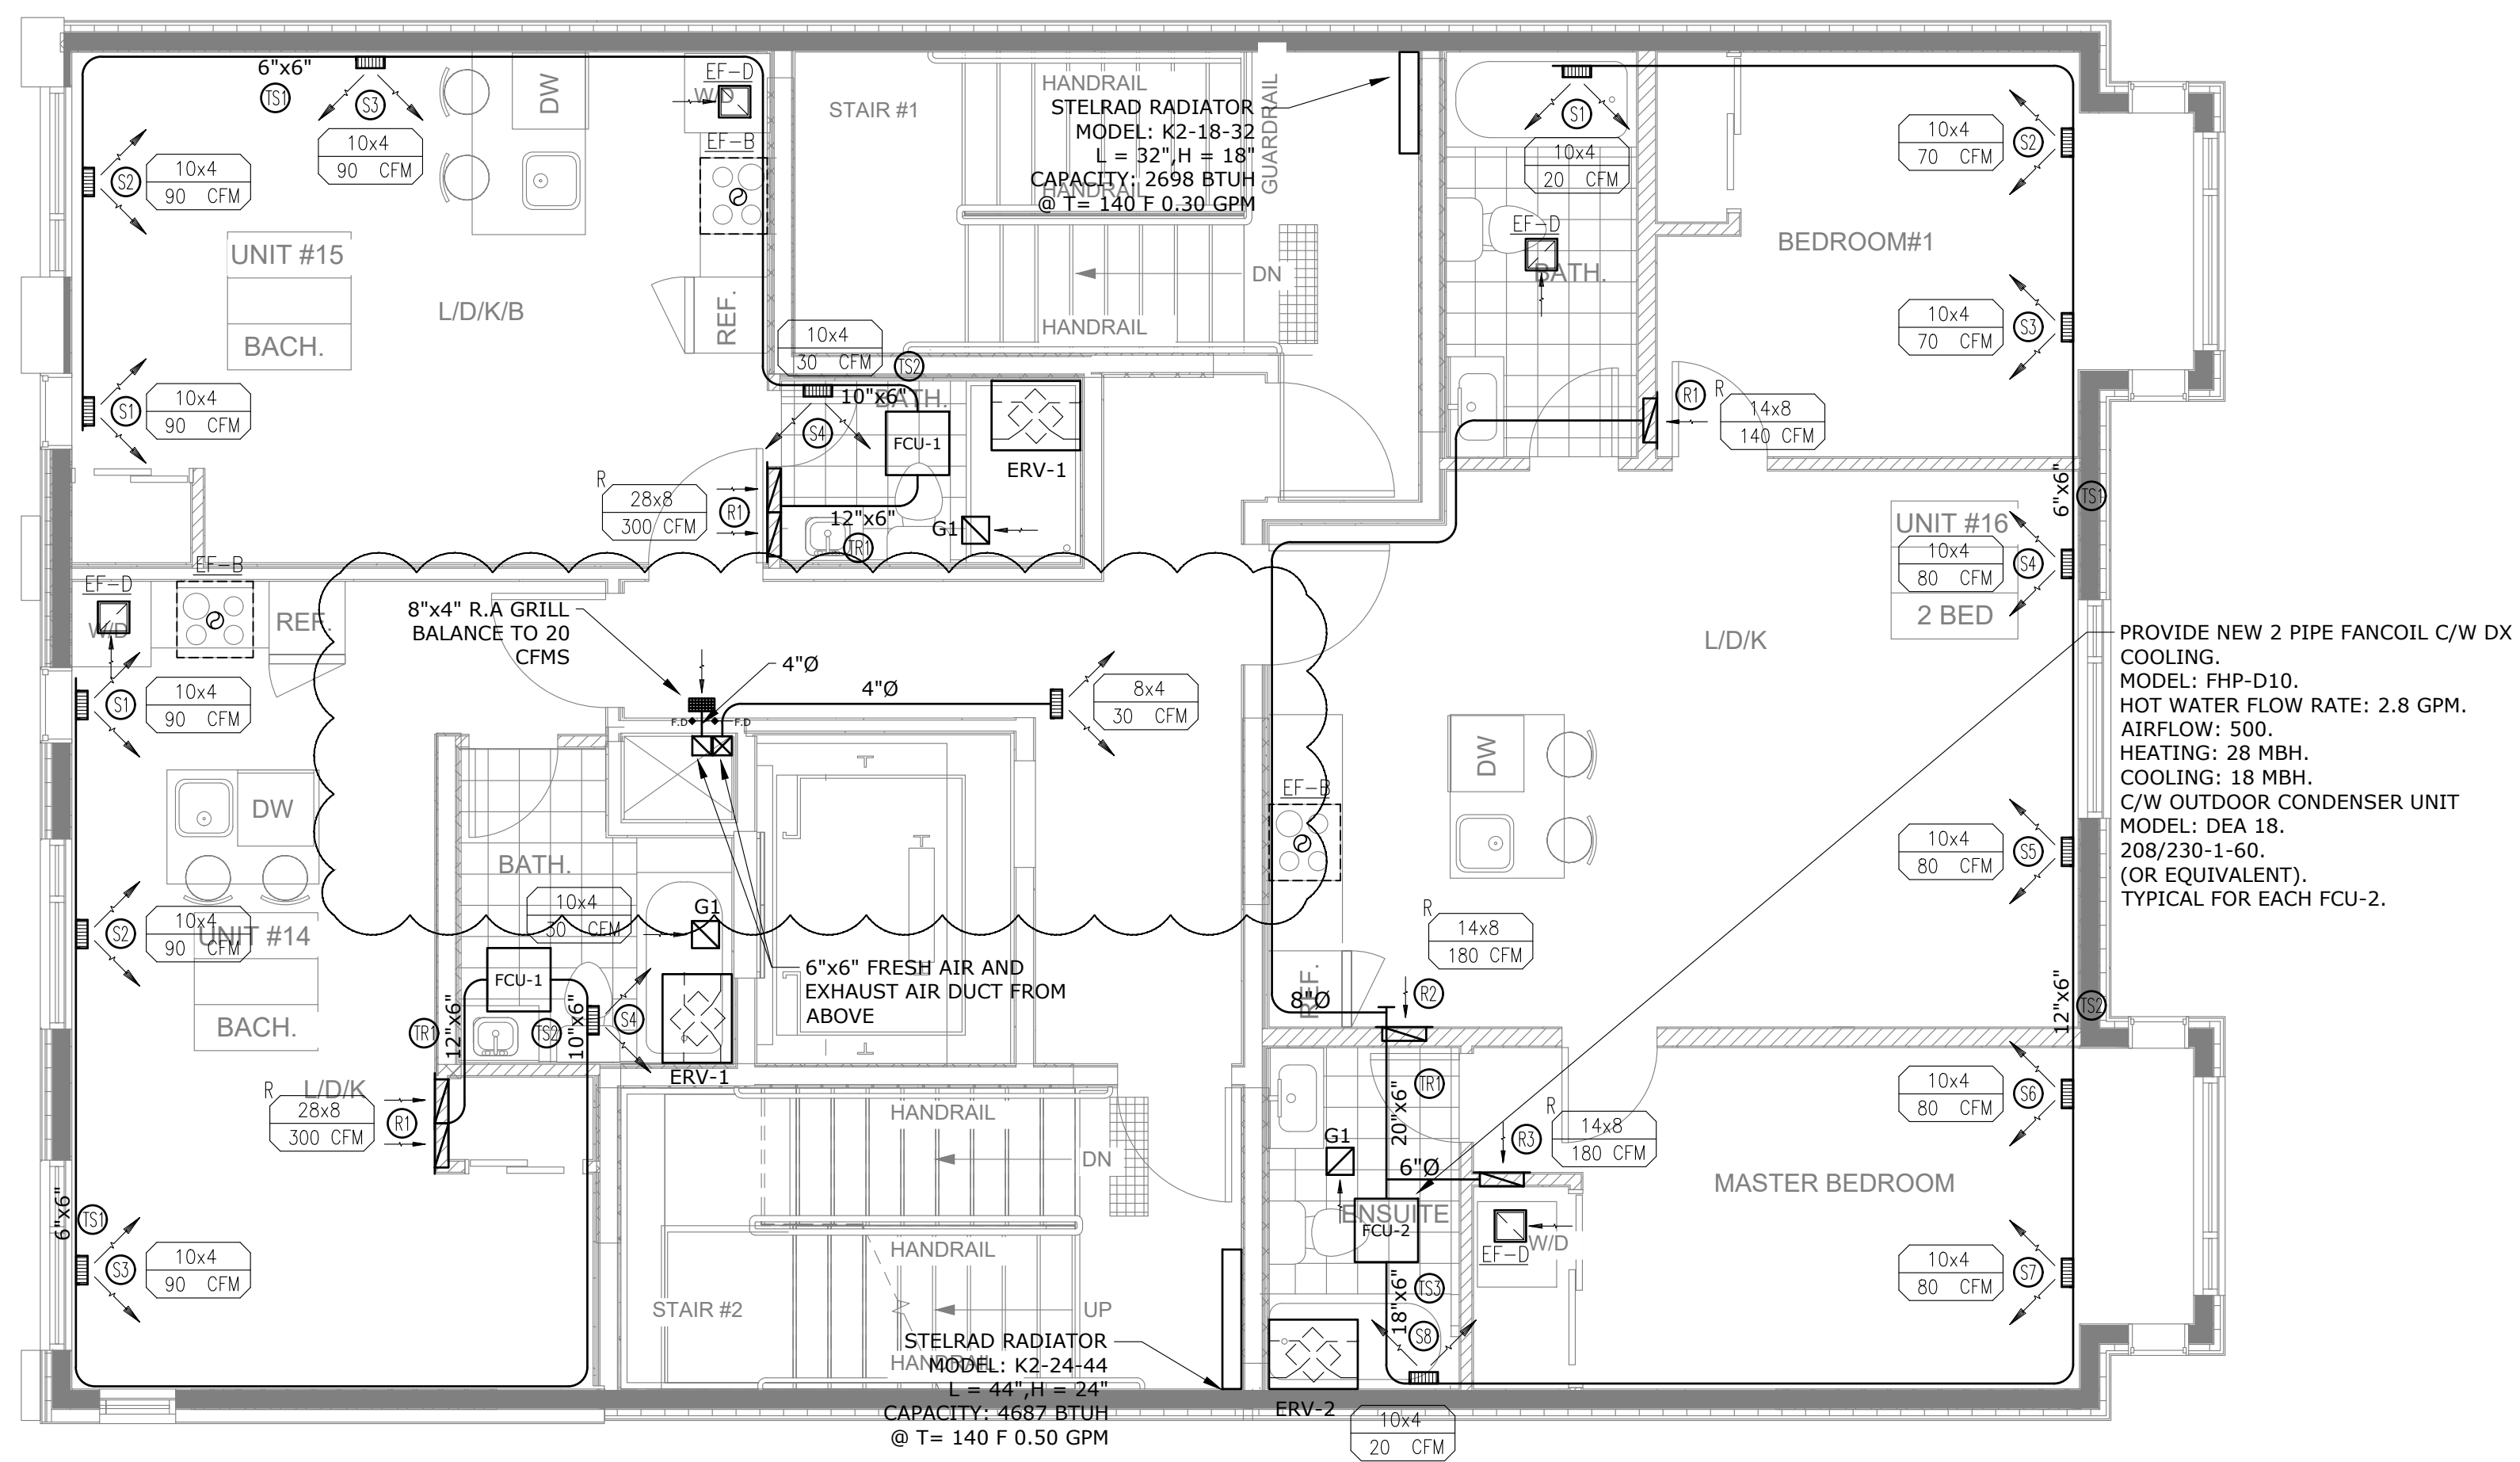 6"x6"
TS1
S3
10x4
90 CFM
DW
EF-D
W/D
EF-B
S2
10x4
90 CFM
UNIT #15
BACH.
L/D/K/B
REF.
S1
10x4
90 CFM
STAIR #1
HANDRAIL
GUARDRAIL
STELRAD RADIATOR
MODEL: K2-18-32
L = 32",H = 18"
CAPACITY: 2698 BTUH
@ T= 140 F 0.30 GPM
HANDRAIL
DN
HANDRAIL
10x4
30 CFM
TS2
10"x6"
BATH.
S4
FCU-1
ERV-1
R
28x8
300 CFM
R1
12"x6"
TR1
G1
S1
10x4
20 CFM
EF-D
BATH.
BEDROOM#1
10x4
70 CFM
S2
10x4
70 CFM
S3
R1
R
14x8
140 CFM
6"x6"
TS1
UNIT #16
10x4
80 CFM
S4
2 BED
L/D/K
PROVIDE NEW 2 PIPE FANCOIL C/W DX
COOLING.
MODEL: FHP-D10.
HOT WATER FLOW RATE: 2.8 GPM.
AIRFLOW: 500.
HEATING: 28 MBH.
COOLING: 18 MBH.
C/W OUTDOOR CONDENSER UNIT
MODEL: DEA 18.
208/230-1-60.
(OR EQUIVALENT).
TYPICAL FOR EACH FCU-2.
EF-D
W/D
EF-B
REF.
8"x4" R.A GRILL
BALANCE TO 20
CFMS
4"Ø
4"Ø
F.D
F.D
8x4
30 CFM
S1
10x4
90 CFM
DW
BATH.
10x4
30 CFM
G1
S2
10x4
90 CFM
UNIT #14
BACH.
FCU-1
6"x6" FRESH AIR AND
EXHAUST AIR DUCT FROM
ABOVE
TR1
12"x6"
TS2
10"x6"
S4
ERV-1
L/D/K
R
28x8
300 CFM
R1
6"x6"
TS1
S3
10x4
90 CFM
EF-B
DW
10x4
80 CFM
S5
R
14x8
180 CFM
REF.
8"Ø
R2
12"x6"
TS2
TR1
20"x6"
10x4
80 CFM
S6
R
14x8
180 CFM
R3
G1
6"Ø
MASTER BEDROOM
ENSUITE
FCU-2
EF-D
W/D
10x4
80 CFM
S7
TS3
18"x6"
S8
ERV-2
10x4
20 CFM
HANDRAIL
DN
HANDRAIL
STAIR #2
UP
STELRAD RADIATOR
HANDRAIL
MODEL: K2-24-44
L = 44",H = 24"
CAPACITY: 4687 BTUH
@ T= 140 F 0.50 GPM